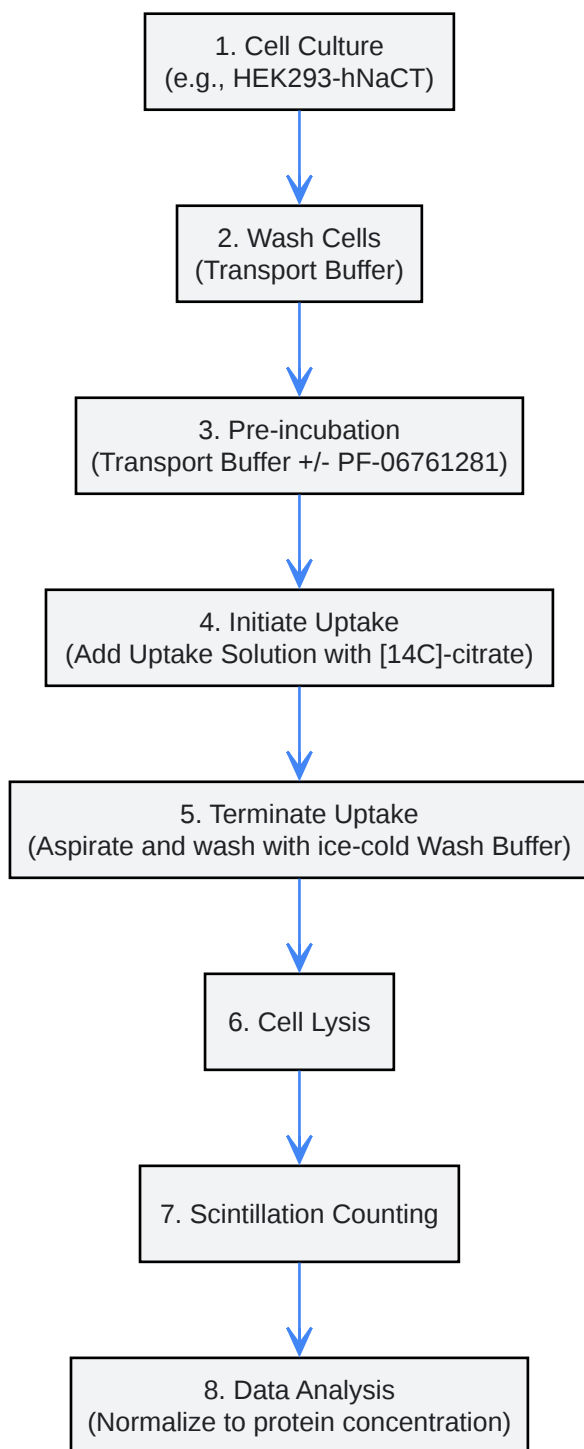 1. Cell Culture
(e.g., HEK293-hNaCT)
2. Wash Cells
(Transport Buffer)
3. Pre-incubation
(Transport Buffer +/- PF-06761281)
4. Initiate Uptake
(Add Uptake Solution with [14C]-citrate)
5. Terminate Uptake
(Aspirate and wash with ice-cold Wash Buffer)
6. Cell Lysis
7. Scintillation Counting
8. Data Analysis
(Normalize to protein concentration)